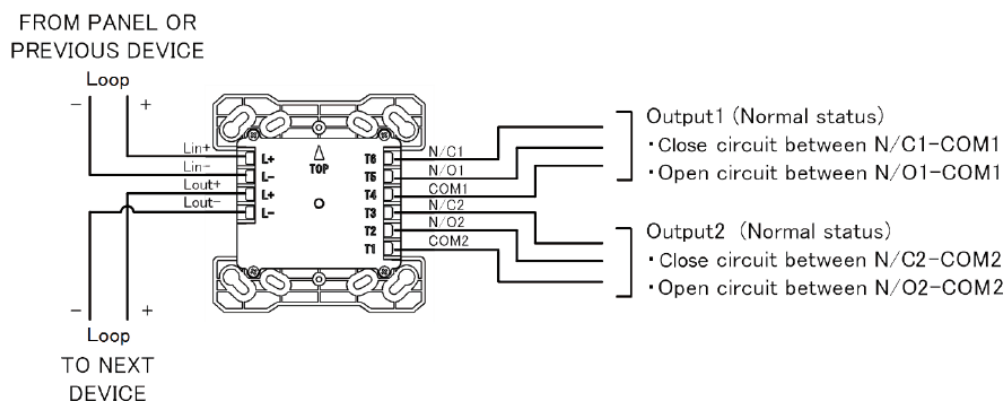 FROM PANEL OR
PREVIOUS DEVICE
Loop
- +
Lin+
Lin-
Lout+
Lout-
L+
L-
L+
L-
TOP
T6
T5
T4
T3
T2
T1
N/C1
N/O1
COM1
N/C2
N/O2
COM2
Output1 (Normal status)
・Close circuit between N/C1-COM1
・Open circuit between N/O1-COM1
Output2 (Normal status)
・Close circuit between N/C2-COM2
・Open circuit between N/O2-COM2
- +
Loop
TO NEXT
DEVICE